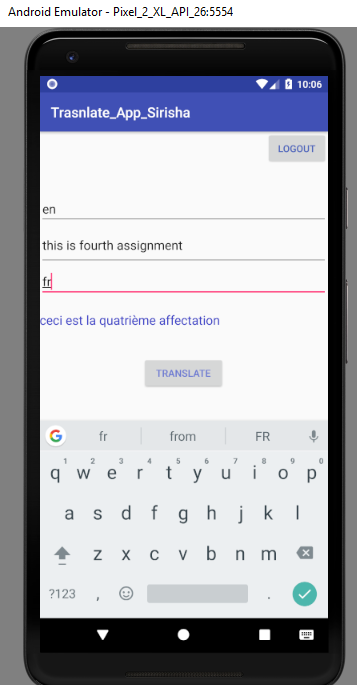 Android Emulator - Pixel_2_XL_API_26:5554
10:06
Trasnlate_App_Sirisha
LOGOUT
en
this is fourth assignment
fr
ceci est la quatrième affectation
TRANSLATE
G fr from FR
1 2 3 4 5 6 7 8 9 0
q w e r t y u i o p
a s d f g h j k l
z x c v b n m
?123 , .